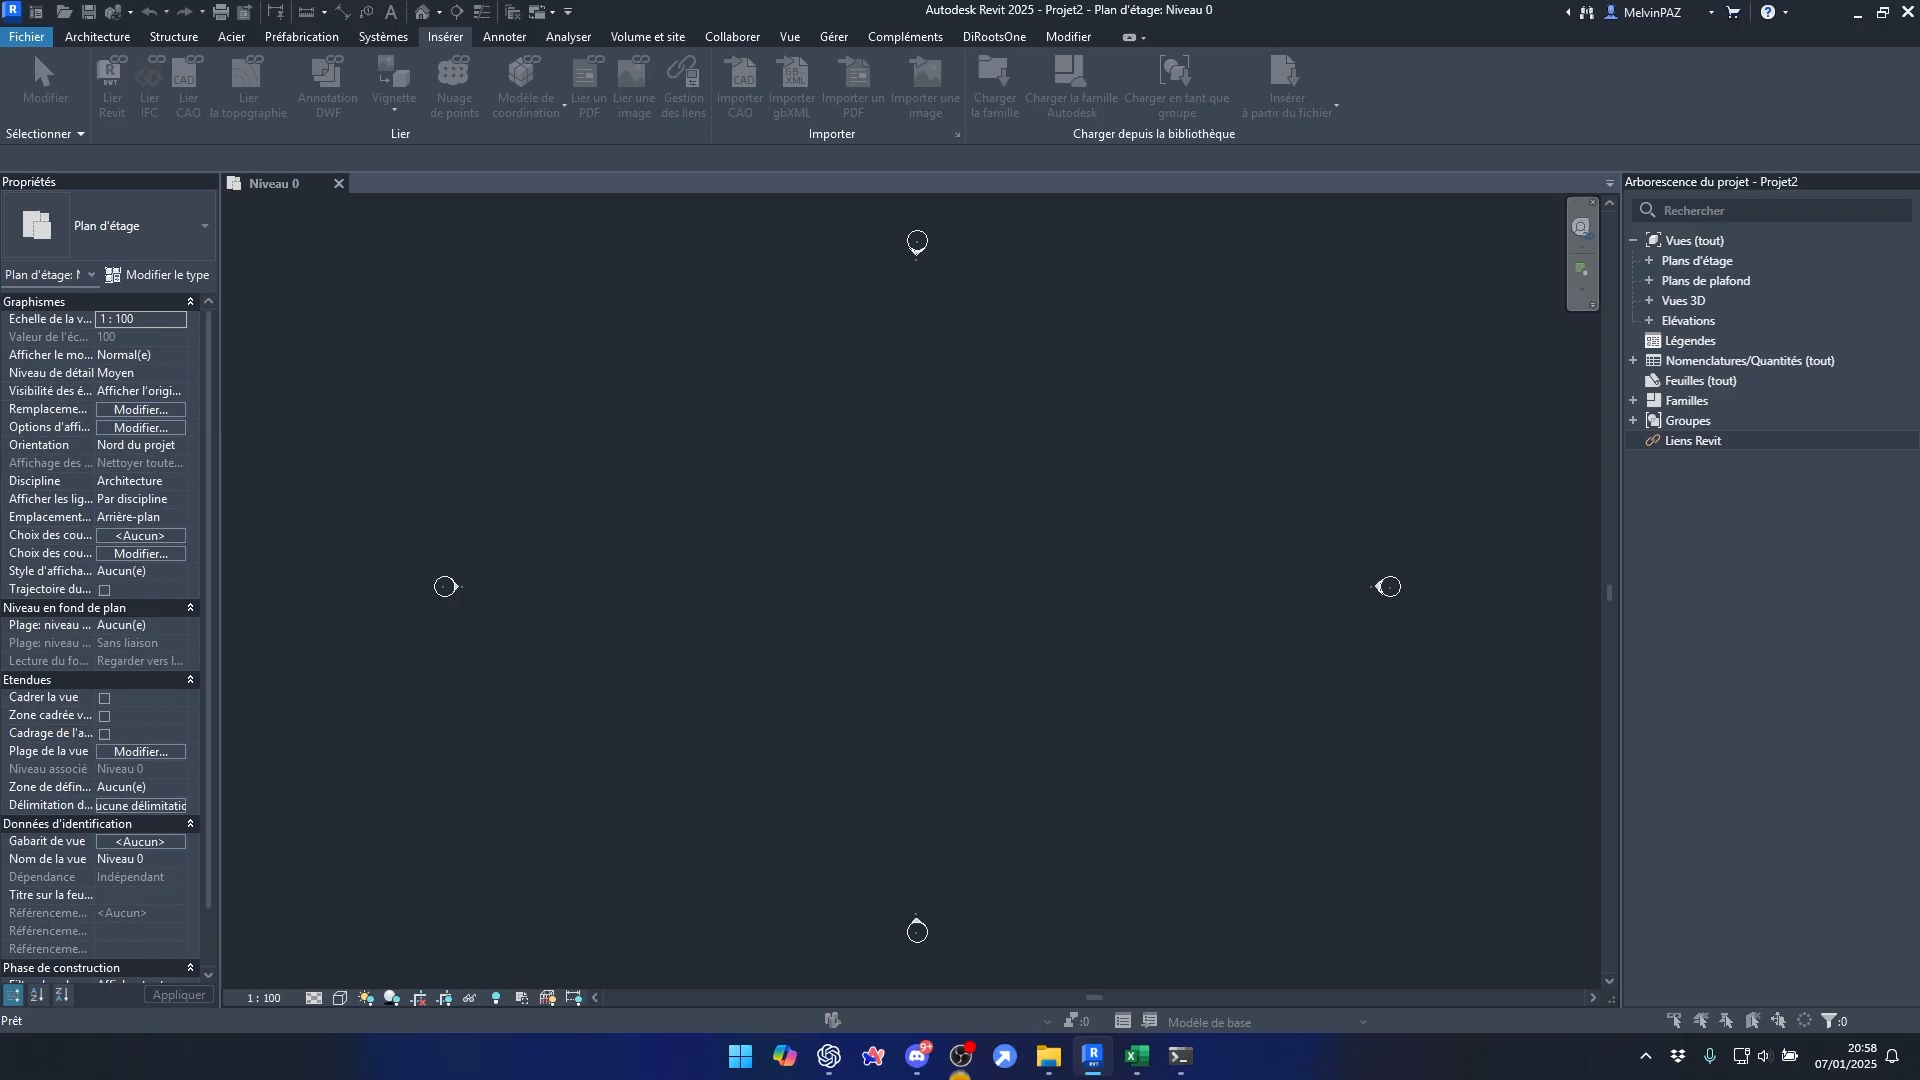 Autodesk Revit 2025 - Projet2 - Plan d'étage: Niveau 0
MelvinPAZ
Fichier
Architecture
Structure
Acier
Préfabrication
Systèmes
Insérer
Annoter
Analyser
Volume et site
Collaborer
Vue
Gérer
Compléments
DiRootsOne
Modifier
Modifier
Lier
Revit
Lier
IFC
Lier
CAO
Lier
la topographie
Annotation
DWF
Vignette
Nuage
de points
Modèle de
coordination
Lier un
PDF
Lier une
image
Gestion
des liens
Importer
CAO
Importer
gbXML
Importer un
PDF
Importer une
image
Charger
la famille
Charger la famille
Autodesk
Charger en tant que
groupe
Insérer
à partir du fichier
Sélectionner
Lier
Importer
Charger depuis la bibliothèque
Propriétés
Plan d'étage
Plan d'étage: N
Modifier le type
Graphismes
Echelle de la v... 1 : 100
Valeur de l'éc... 100
Afficher le mo... Normal(e)
Niveau de détail Moyen
Visibilité des é... Afficher l'origi...
Remplaceme... Modifier...
Options d'affi... Modifier...
Orientation Nord du projet
Affichage des ... Nettoyer toute...
Discipline Architecture
Afficher les lig... Par discipline
Emplacement... Arrière-plan
Choix des cou... <Aucun>
Choix des cou... Modifier...
Style d'afficha... Aucun(e)
Trajectoire du...
Niveau en fond de plan
Plage: niveau ... Aucun(e)
Plage: niveau ... Sans liaison
Lecture du fo... Regarder vers l...
Etendues
Cadrer la vue
Zone cadrée v...
Cadrage de l'a...
Plage de la vue Modifier...
Niveau associé Niveau 0
Zone de défin... Aucun(e)
Délimitation d... ucune délimitatio
Données d'identification
Gabarit de vue <Aucun>
Nom de la vue Niveau 0
Dépendance Indépendant
Titre sur la feu...
Référenceme... <Aucun>
Référenceme...
Référenceme...
Phase de construction
Appliquer
Niveau 0
1 : 100
Arborescence du projet - Projet2
Rechercher
Vues (tout)
Plans d'étage
Plans de plafond
Vues 3D
Elévations
Légendes
Nomenclatures/Quantités (tout)
Feuilles (tout)
Familles
Groupes
Liens Revit
Prêt
:0
Modèle de base
:0
9+
20:58
07/01/2025